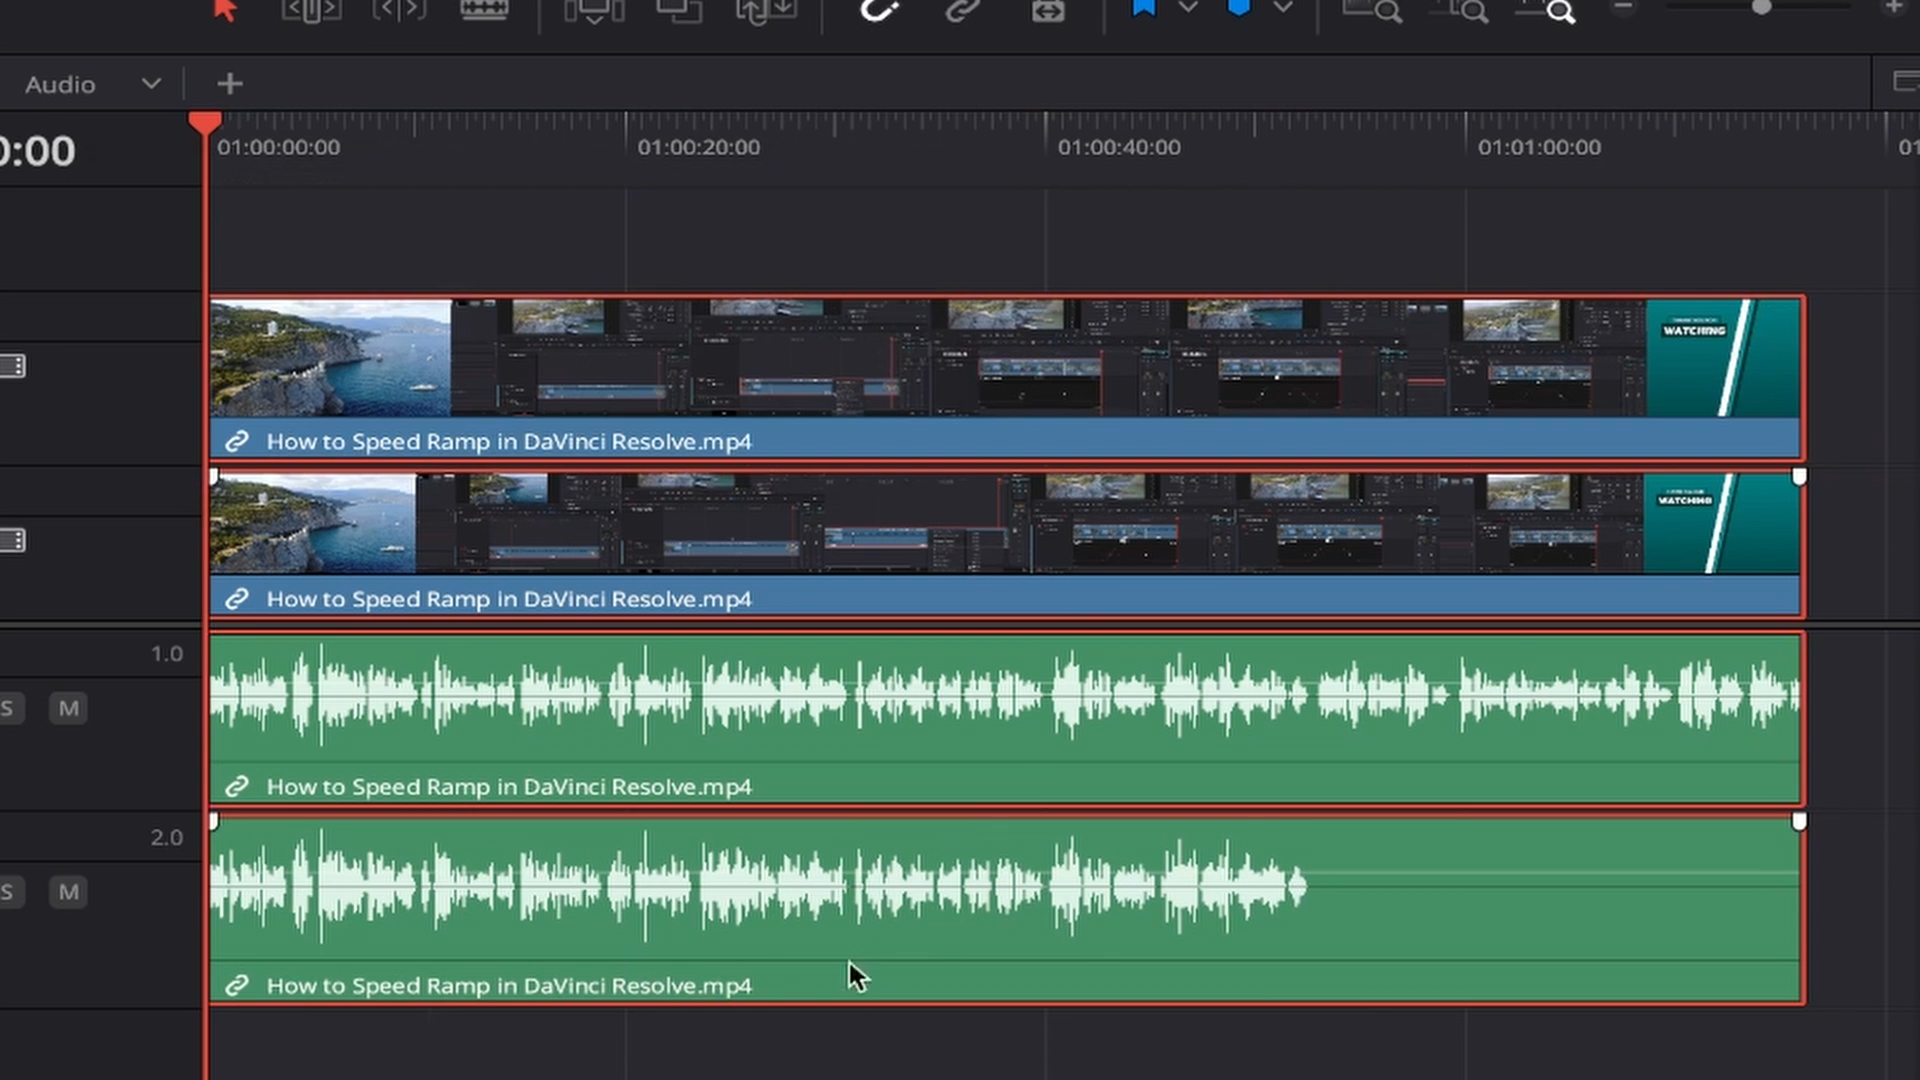 Audio
0:00
01:00:00:00
01:00:20:00
01:00:40:00
01:01:00:00
01
WATCHING
How to Speed Ramp in DaVinci Resolve.mp4
WATCHING
How to Speed Ramp in DaVinci Resolve.mp4
1.0
S M
How to Speed Ramp in DaVinci Resolve.mp4
2.0
S M
How to Speed Ramp in DaVinci Resolve.mp4